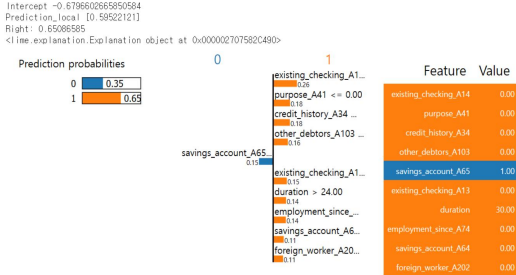 Intercept -0.6796602665850584
Prediction_local [0.59522121]
Right: 0.65086585
<lime.explanation.Explanation object at 0x000002707582C490>
Prediction probabilities
0 0.35
1 0.65
0 1
existing_checking_A1...
0.26
purpose_A41 <= 0.00
0.18
credit_history_A34 ...
0.18
other_debtors_A103 ...
0.16
savings_account_A65...
0.15
existing_checking_A1...
0.15
duration > 24.00
0.14
employment_since_...
0.14
savings_account_A6...
0.11
foreign_worker_A20...
0.11
Feature Value
existing_checking_A14 0.00
purpose_A41 0.00
credit_history_A34 0.00
other_debtors_A103 0.00
savings_account_A65 1.00
existing_checking_A13 0.00
duration 30.00
employment_since_A74 0.00
savings_account_A64 0.00
foreign_worker_A202 0.00